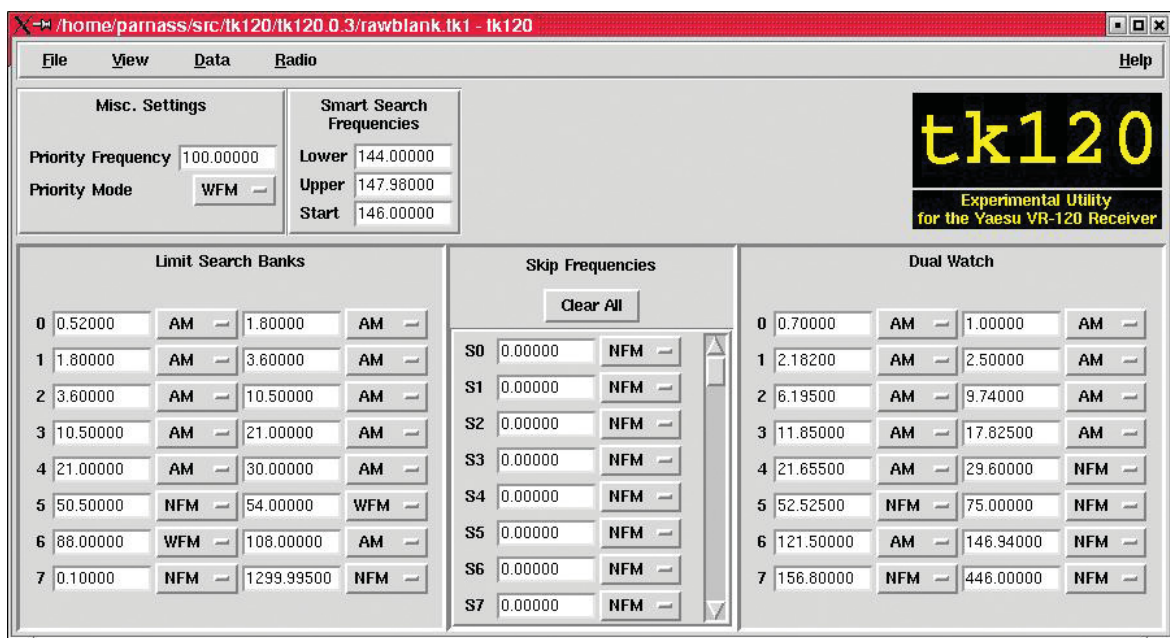 /home/parnass/src/tk120/tk120.0.3/rawblank.tk1 - tk120
File View Data Radio Help
Misc. Settings
Priority Frequency 100.00000
Priority Mode WFM
Smart Search
Frequencies
Lower 144.00000
Upper 147.98000
Start 146.00000
tk120
Experimental Utility
for the Yaesu VR-120 Receiver
Limit Search Banks
0 0.52000 AM 1.80000 AM
1 1.80000 AM 3.60000 AM
2 3.60000 AM 10.50000 AM
3 10.50000 AM 21.00000 AM
4 21.00000 AM 30.00000 AM
5 50.50000 NFM 54.00000 WFM
6 88.00000 WFM 108.00000 AM
7 0.10000 NFM 1299.99500 NFM
Skip Frequencies
Clear All
S0 0.00000 NFM
S1 0.00000 NFM
S2 0.00000 NFM
S3 0.00000 NFM
S4 0.00000 NFM
S5 0.00000 NFM
S6 0.00000 NFM
S7 0.00000 NFM
Dual Watch
0 0.70000 AM 1.00000 AM
1 2.18200 AM 2.50000 AM
2 6.19500 AM 9.74000 AM
3 11.85000 AM 17.82500 AM
4 21.65500 AM 29.60000 NFM
5 52.52500 NFM 75.00000 NFM
6 121.50000 AM 146.94000 NFM
7 156.80000 NFM 446.00000 NFM